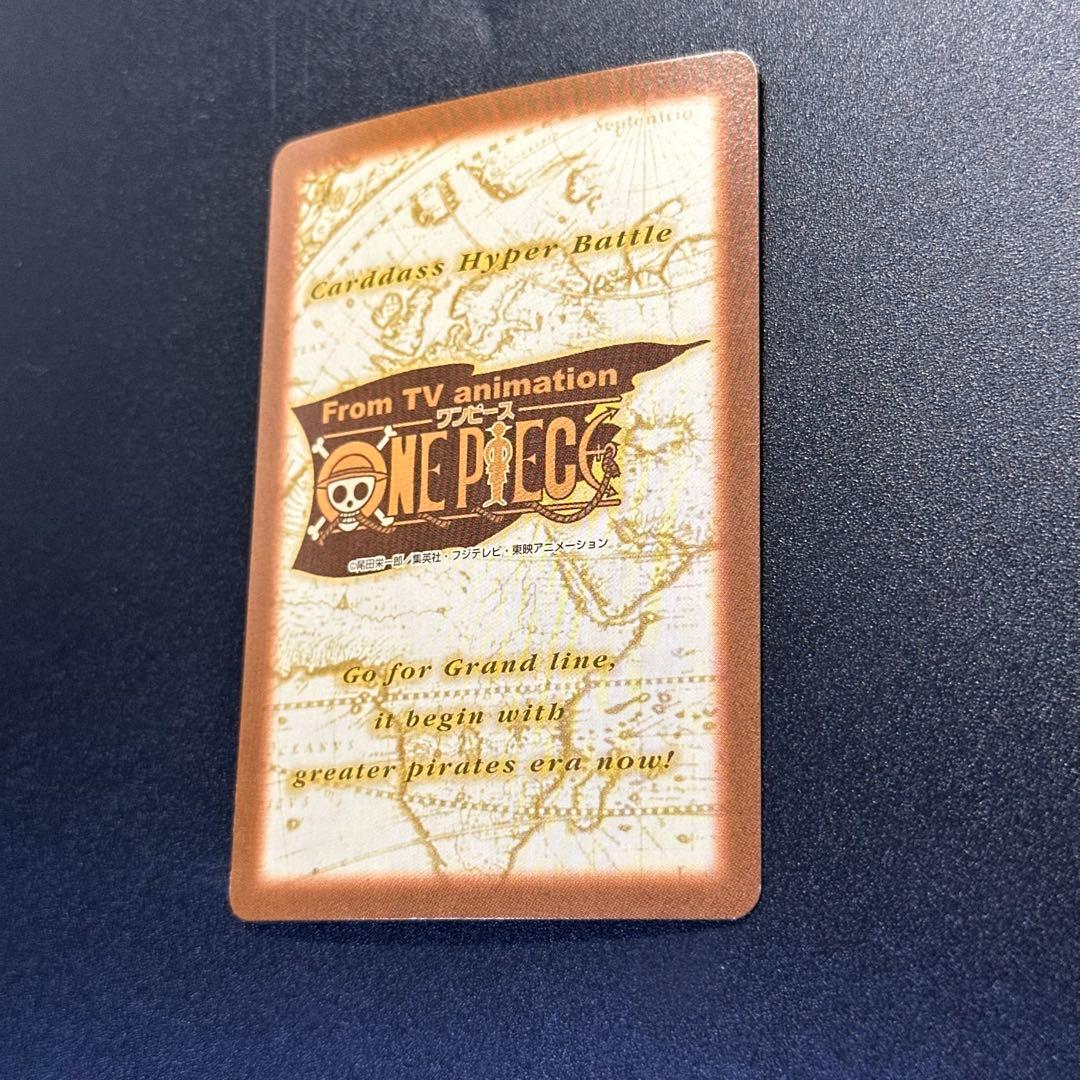 Septentrio
Carddass Hyper Battle
From TV animation
ワンピース
ONE PIECE
©尾田栄一郎／集英社・フジテレビ・東映アニメーション
Go for Grand line,
it begin with
greater pirates era now!